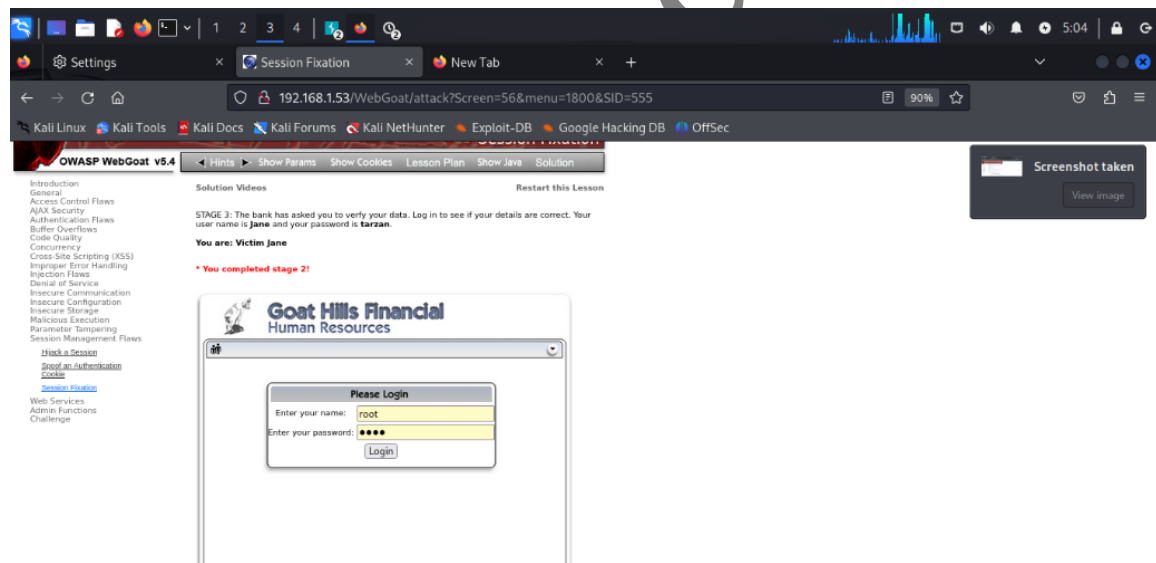 1 2 3 4
5:04
Settings
Session Fixation
New Tab
192.168.1.53/WebGoat/attack?Screen=56&menu=1800&SID=555
90%
Kali Linux Kali Tools Kali Docs Kali Forums Kali NetHunter Exploit-DB Google Hacking DB OffSec
Session Fixation
OWASP WebGoat v5.4
Hints Show Params Show Cookies Lesson Plan Show Java Solution
Screenshot taken
View image
Introduction
General
Access Control Flaws
AJAX Security
Authentication Flaws
Buffer Overflows
Code Quality
Concurrency
Cross-Site Scripting (XSS)
Improper Error Handling
Injection Flaws
Denial of Service
Insecure Communication
Insecure Configuration
Insecure Storage
Malicious Execution
Parameter Tampering
Session Management Flaws
Hijack a Session
Spoof an Authentication
Cookie
Session Fixation
Web Services
Admin Functions
Challenge
Solution Videos
Restart this Lesson
STAGE 3: The bank has asked you to verfy your data. Log in to see if your details are correct. Your
user name is Jane and your password is tarzan.
You are: Victim Jane
* You completed stage 2!
Goat Hills Financial
Human Resources
Please Login
Enter your name: root
Enter your password: ●●●●
Login